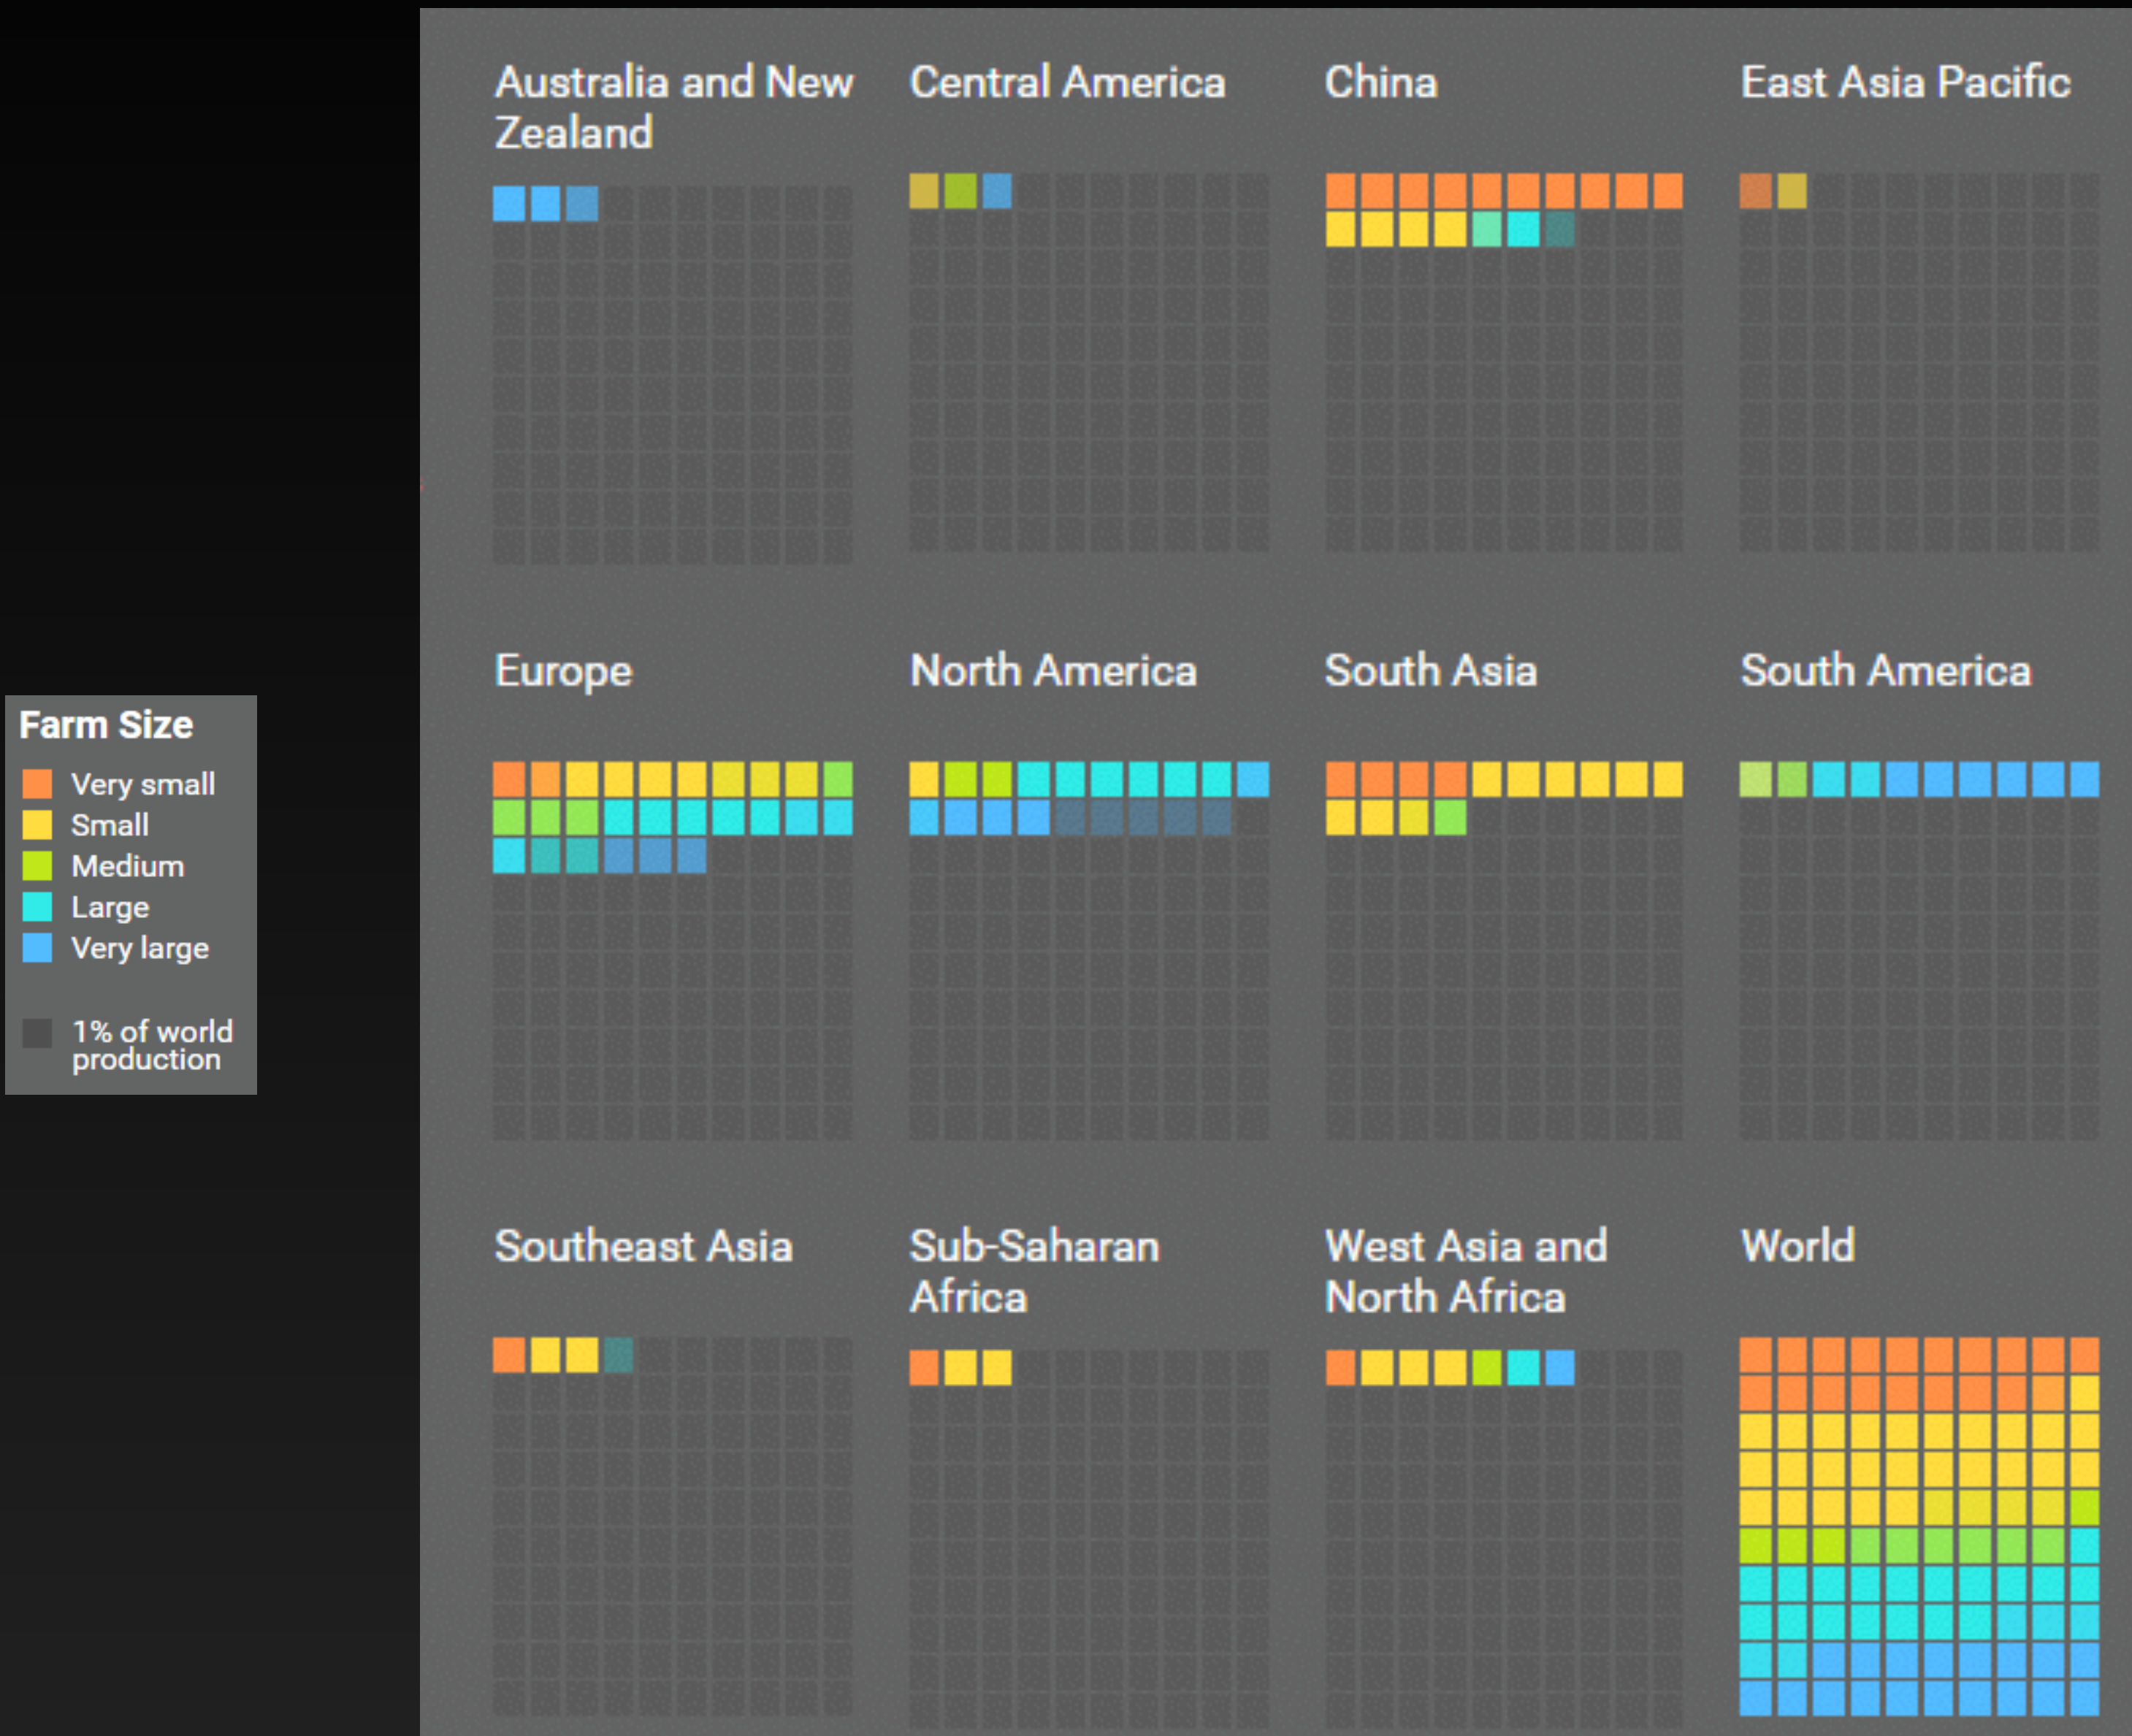 Australia and New
Zealand
Central America
China
East Asia Pacific
Europe
North America
South Asia
South America
Farm Size
Very small
Small
Medium
Large
Very large
1% of world
production
Southeast Asia
Sub-Saharan
Africa
West Asia and
North Africa
World